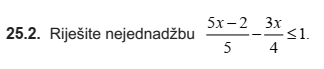 25.2. Riješite nejednadžbu (5x − 2)/5 − 3x/4 ≤ 1.